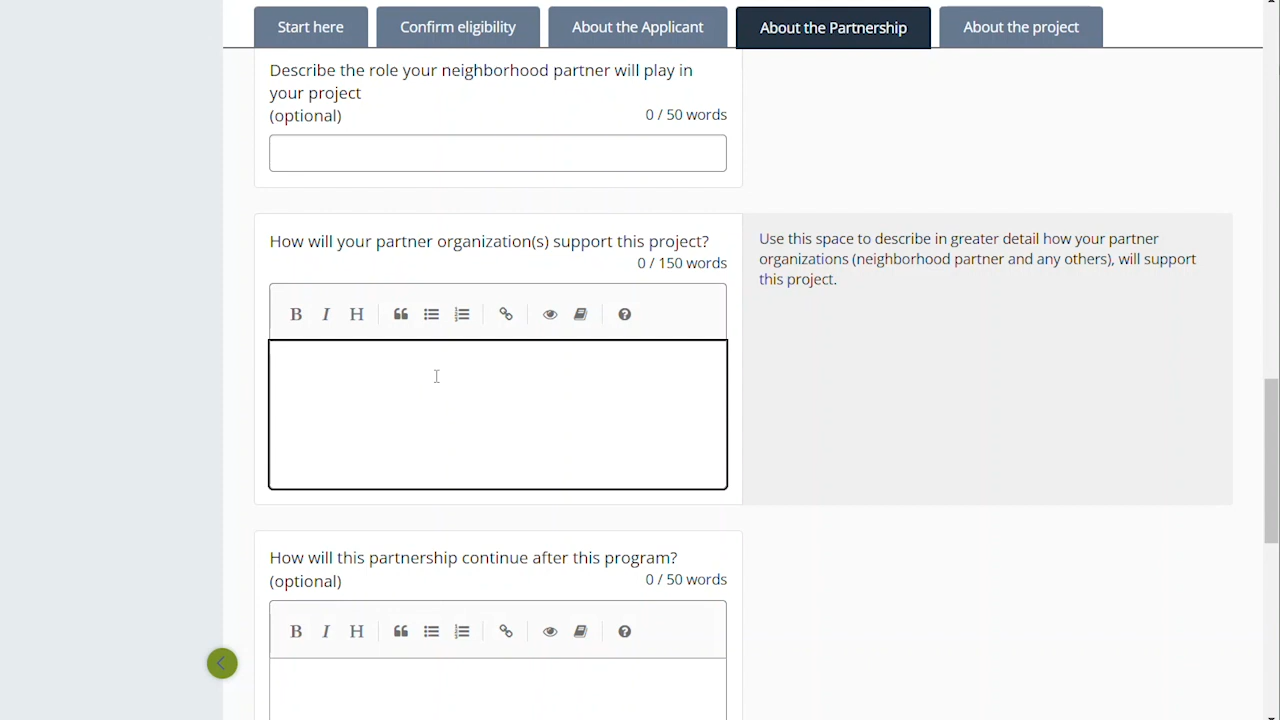 Start here
Confirm eligibility
About the Applicant
About the Partnership
About the project
Describe the role your neighborhood partner will play in
your project
(optional)
0 / 50 words
How will your partner organization(s) support this project?
0 / 150 words
Use this space to describe in greater detail how your partner
organizations (neighborhood partner and any others), will support
this project.
B I H
How will this partnership continue after this program?
(optional)
0 / 50 words
B I H